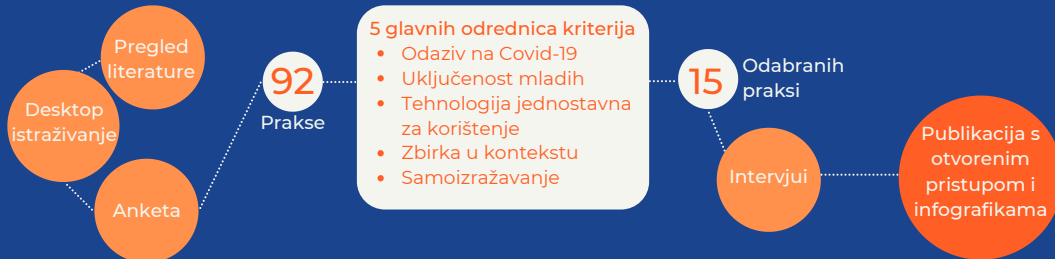 Pregled
literature
Desktop
istraživanje
Anketa
92
Prakse
5 glavnih odrednica kriterija
• Odaziv na Covid-19
• Uključenost mladih
• Tehnologija jednostavna
za korištenje
• Zbirka u kontekstu
• Samoizražavanje
15
Odabranih
praksi
Intervjui
Publikacija s
otvorenim
pristupom i
infografikama